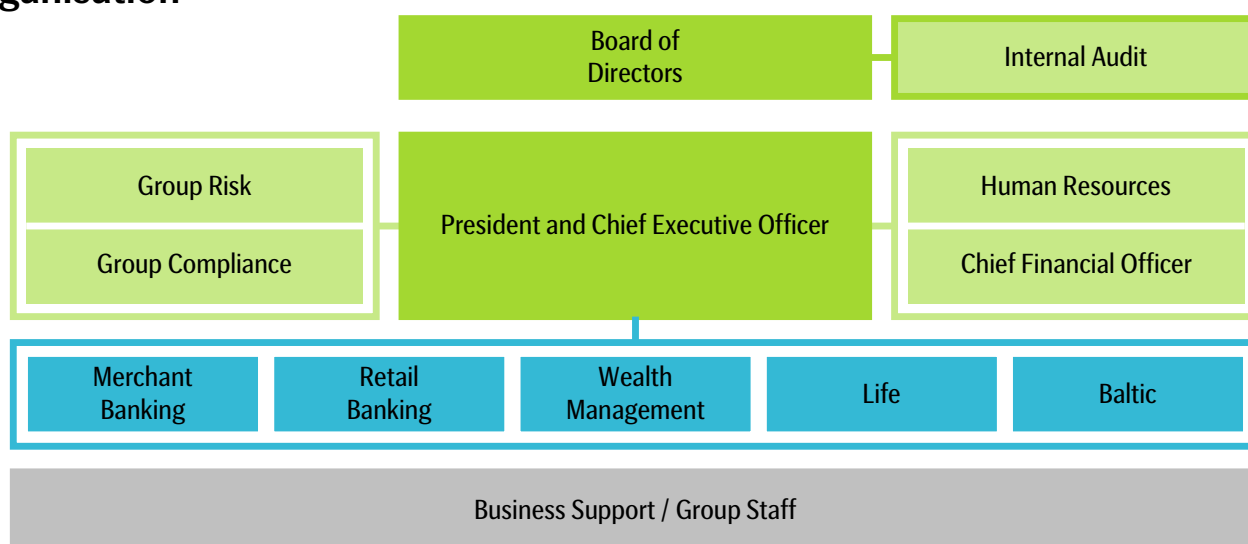 Board of
Directors
Internal Audit
Group Risk
Group Compliance
President and Chief Executive Officer
Human Resources
Chief Financial Officer
Merchant
Banking
Retail
Banking
Wealth
Management
Life
Baltic
Business Support / Group Staff